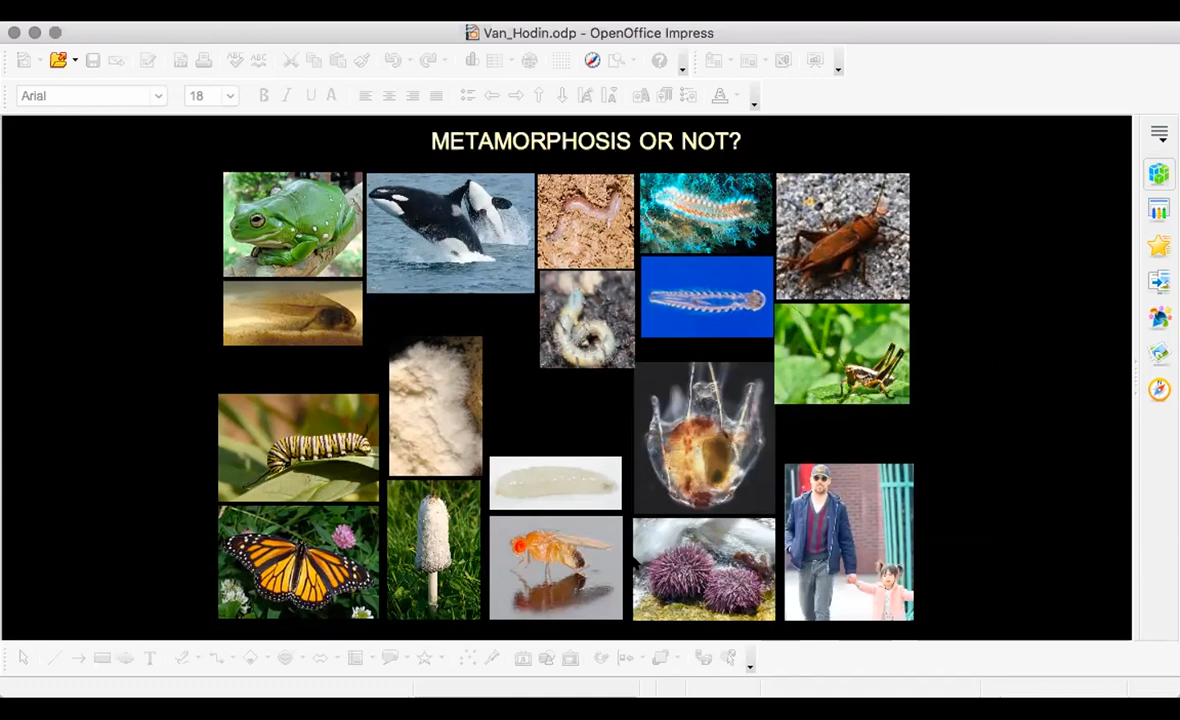 Van_Hodin.odp - OpenOffice Impress
Arial
18
METAMORPHOSIS OR NOT?